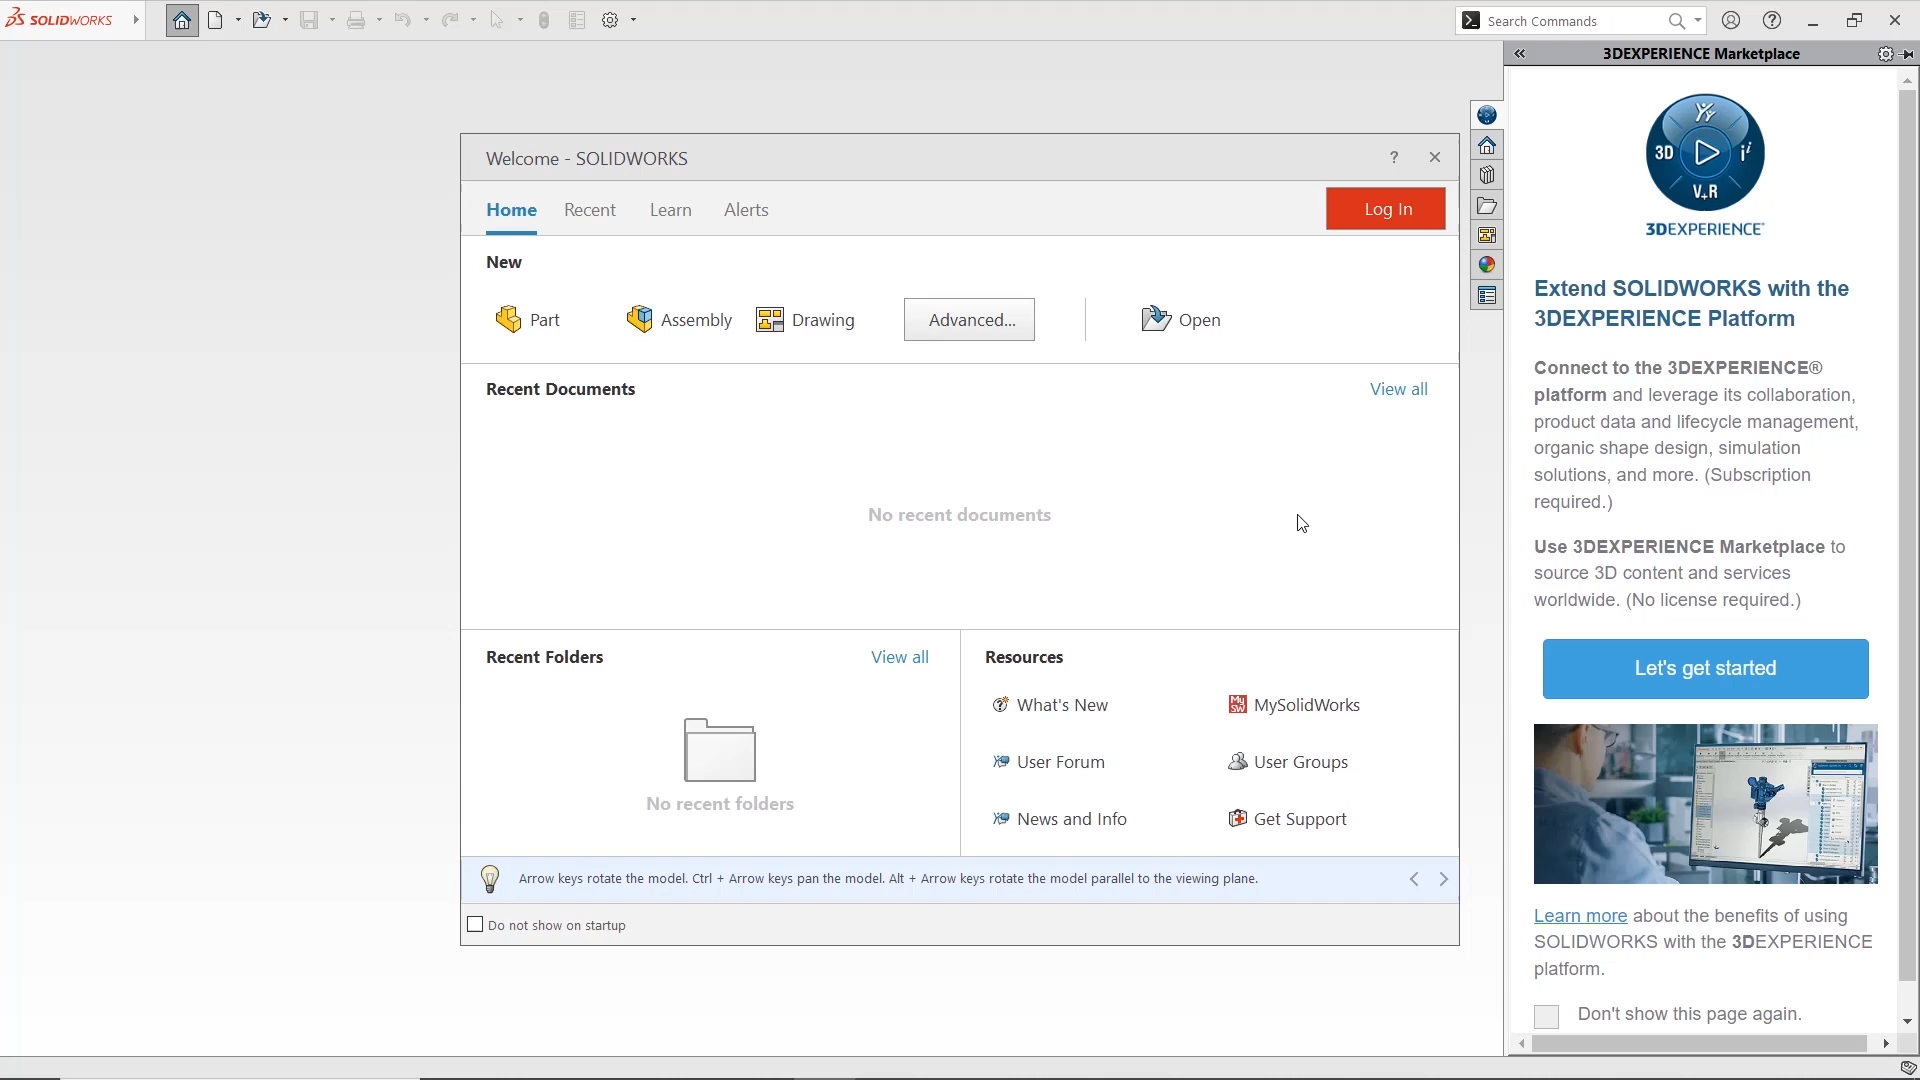 SOLIDWORKS
Search Commands
3DEXPERIENCE Marketplace
Welcome - SOLIDWORKS
?
Home
Recent
Learn
Alerts
Log In
New
Part
Assembly
Drawing
Advanced...
Open
Recent Documents
View all
No recent documents
Recent Folders
View all
No recent folders
Resources
What's New
MySolidWorks
User Forum
User Groups
News and Info
Get Support
Arrow keys rotate the model. Ctrl + Arrow keys pan the model. Alt + Arrow keys rotate the model parallel to the viewing plane.
Do not show on startup
3D
V+R
3DEXPERIENCE
Extend SOLIDWORKS with the
3DEXPERIENCE Platform
Connect to the 3DEXPERIENCE®
platform and leverage its collaboration,
product data and lifecycle management,
organic shape design, simulation
solutions, and more. (Subscription
required.)
Use 3DEXPERIENCE Marketplace to
source 3D content and services
worldwide. (No license required.)
Let's get started
Learn more about the benefits of using
SOLIDWORKS with the 3DEXPERIENCE
platform.
Don't show this page again.